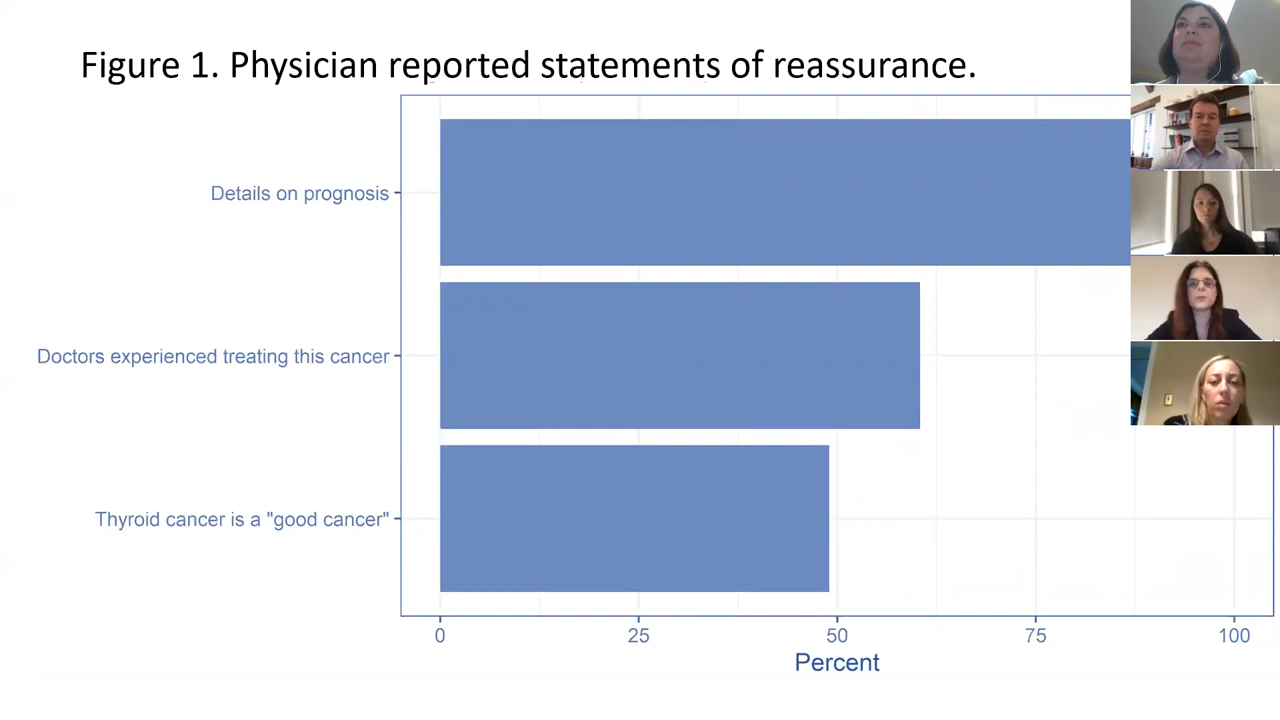 Figure 1. Physician reported statements of reassurance.
Details on prognosis
Doctors experienced treating this cancer
Thyroid cancer is a "good cancer"
0 25 50 75 100
Percent